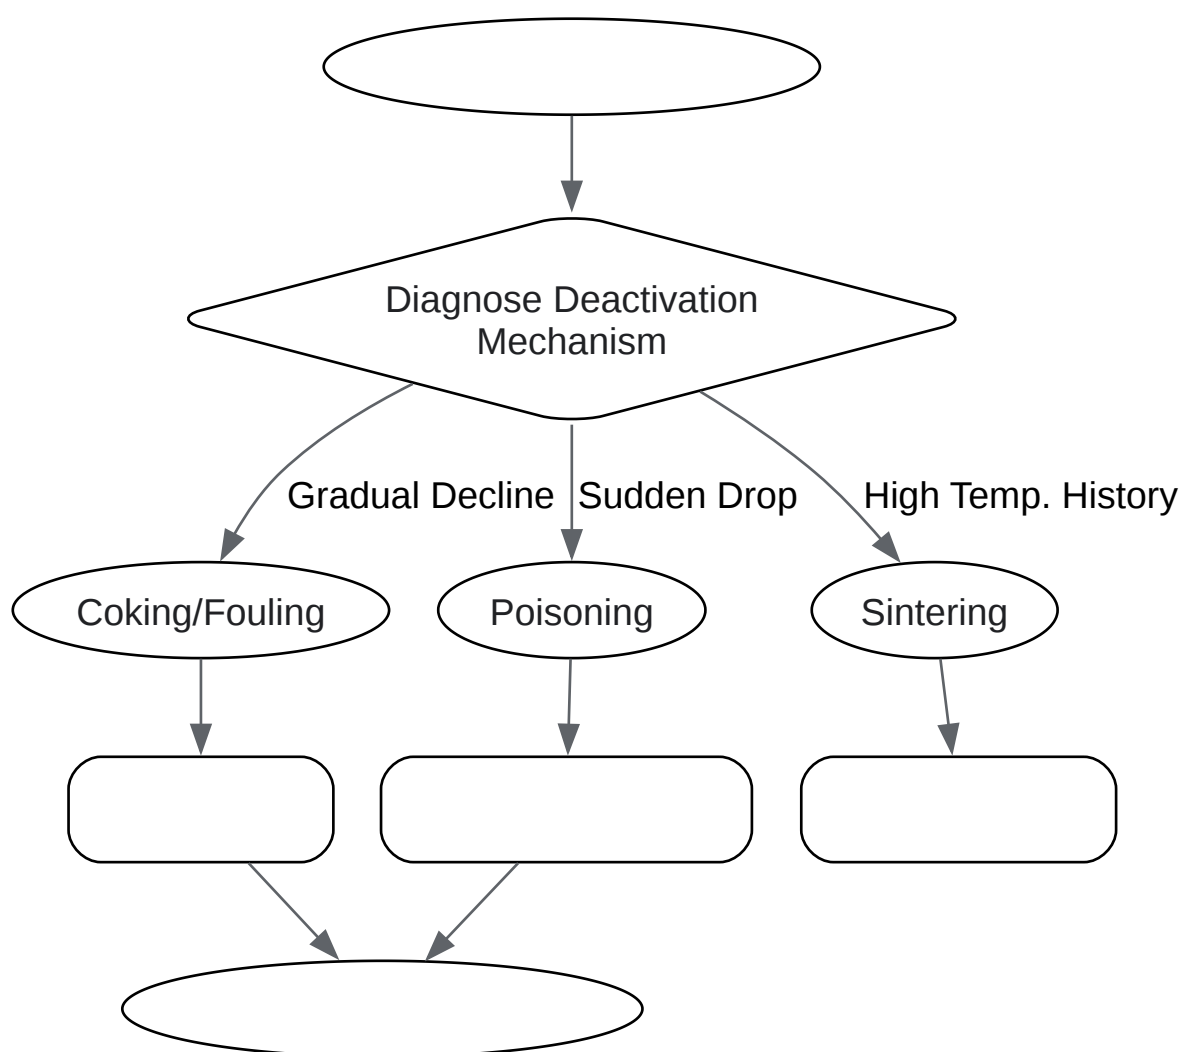 Diagnose Deactivation
Mechanism
Gradual Decline
Sudden Drop
High Temp. History
Coking/Fouling
Poisoning
Sintering